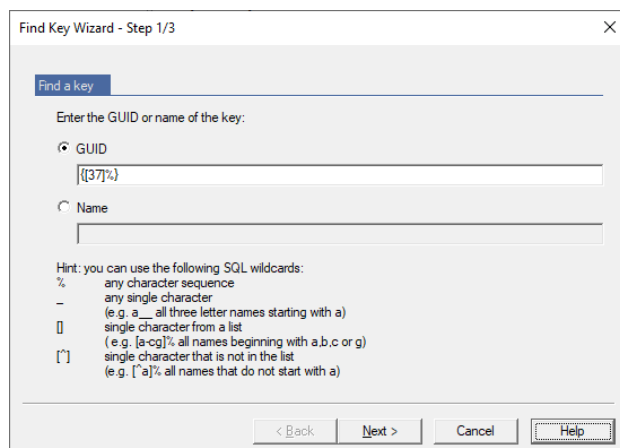 Find Key Wizard - Step 1/3
Find a key
Enter the GUID or name of the key:
GUID
{[37]%}
Name
Hint: you can use the following SQL wildcards:
% any character sequence
_ any single character
(e.g. a__ all three letter names starting with a)
[] single character from a list
( e.g. [a-cg]% all names beginning with a,b,c or g)
[^] single character that is not in the list
(e.g. [^a]% all names that do not start with a)
< Back Next > Cancel Help